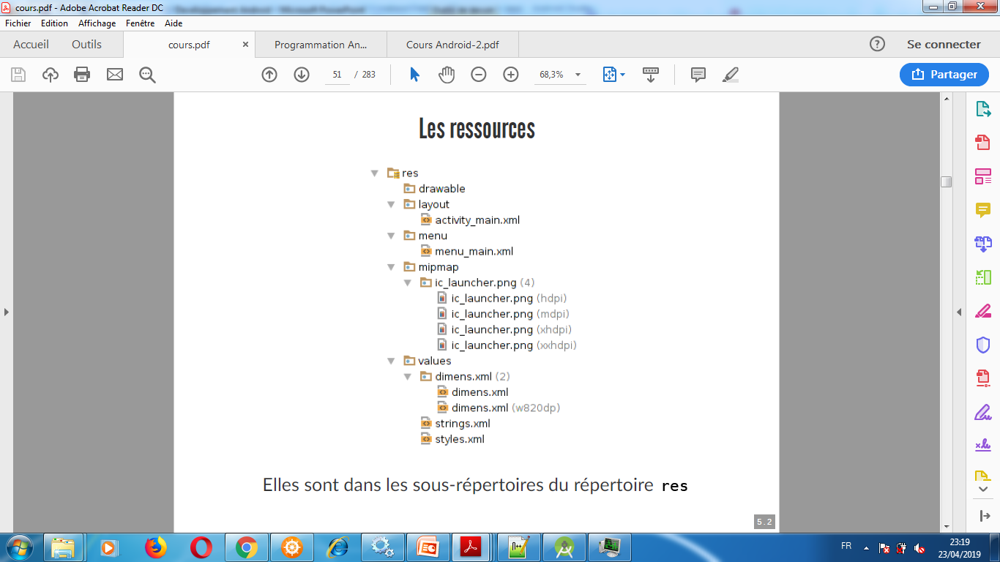 cours.pdf - Adobe Acrobat Reader DC
Fichier Edition Affichage Fenêtre Aide
Accueil Outils cours.pdf × Programmation An... Cours Android-2.pdf ? Se connecter
51 / 283 68,3% Partager
Les ressources
res
drawable
layout
activity_main.xml
menu
menu_main.xml
mipmap
ic_launcher.png (4)
ic_launcher.png (hdpi)
ic_launcher.png (mdpi)
ic_launcher.png (xhdpi)
ic_launcher.png (xxhdpi)
values
dimens.xml (2)
dimens.xml
dimens.xml (w820dp)
strings.xml
styles.xml
Elles sont dans les sous-répertoires du répertoire res
5.2
FR 23:19
23/04/2019